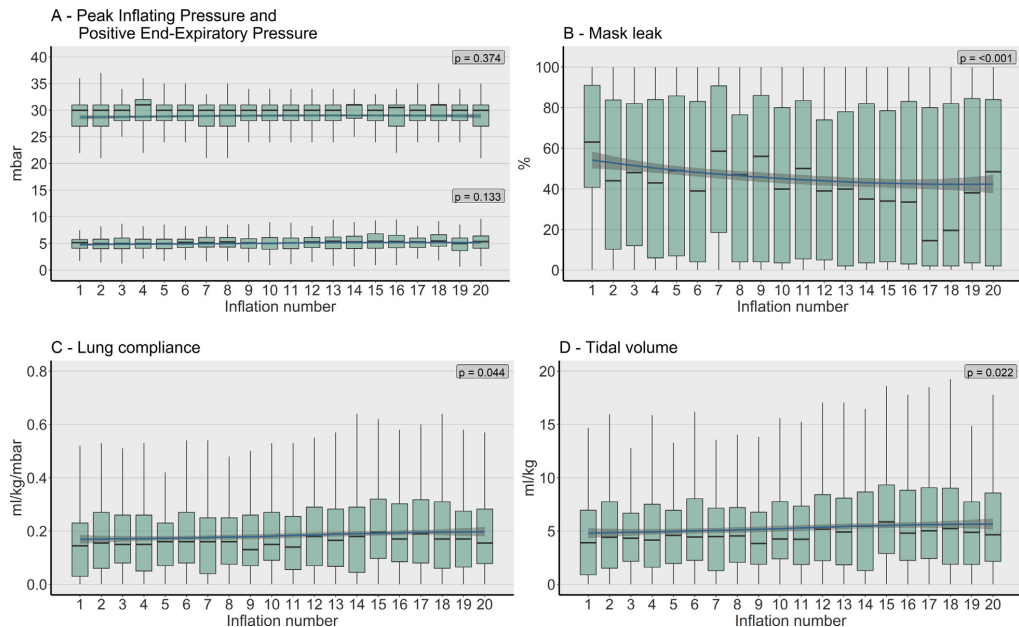 A - Peak Inflating Pressure and
Positive End-Expiratory Pressure
p = 0.374
p = 0.133
mbar
40
35
30
25
20
15
10
5
0
1 2 3 4 5 6 7 8 9 10 11 12 13 14 15 16 17 18 19 20
Inflation number
B - Mask leak
p = <0.001
%
100
80
60
40
20
0
1 2 3 4 5 6 7 8 9 10 11 12 13 14 15 16 17 18 19 20
Inflation number
C - Lung compliance
p = 0.044
ml/kg/mbar
0.8
0.6
0.4
0.2
0.0
1 2 3 4 5 6 7 8 9 10 11 12 13 14 15 16 17 18 19 20
Inflation number
D - Tidal volume
p = 0.022
ml/kg
20
15
10
5
0
1 2 3 4 5 6 7 8 9 10 11 12 13 14 15 16 17 18 19 20
Inflation number